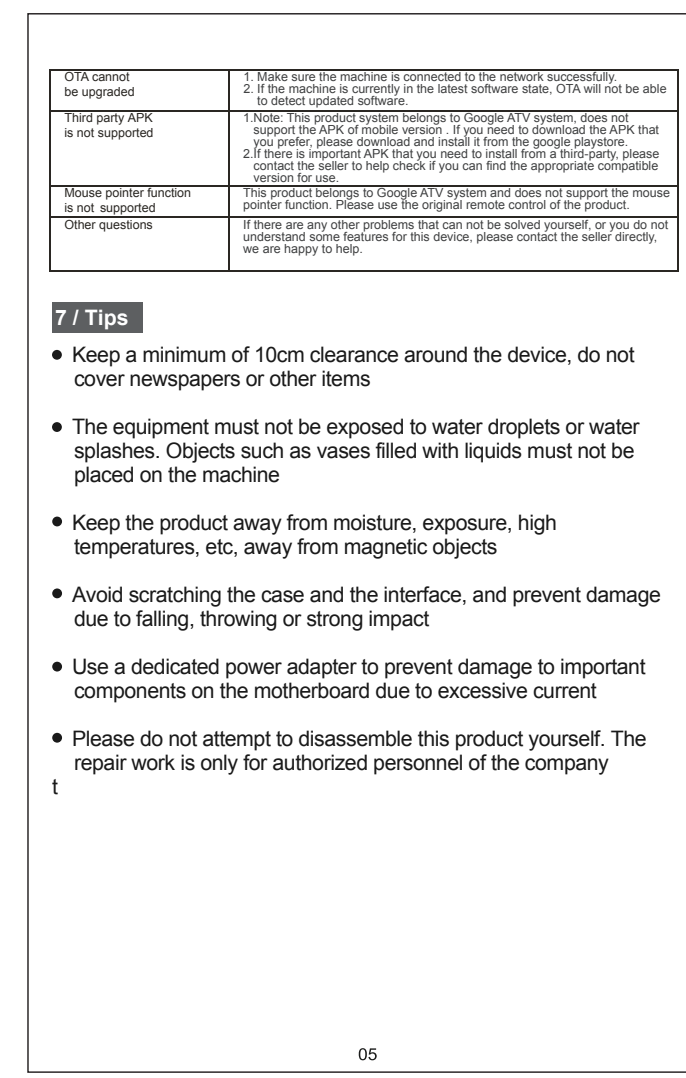 OTA cannot
be upgraded
1. Make sure the machine is connected to the network successfully.
2. If the machine is currently in the latest software state, OTA will not be able
to detect updated software.
Third party APK
is not supported
1.Note: This product system belongs to Google ATV system, does not
support the APK of mobile version . If you need to download the APK that
you prefer, please download and install it from the google playstore.
2.If there is important APK that you need to install from a third-party, please
contact the seller to help check if you can find the appropriate compatible
version for use.
Mouse pointer function
is not supported
This product belongs to Google ATV system and does not support the mouse
pointer function. Please use the original remote control of the product.
Other questions
If there are any other problems that can not be solved yourself, or you do not
understand some features for this device, please contact the seller directly,
we are happy to help.
7 / Tips
● Keep a minimum of 10cm clearance around the device, do not
cover newspapers or other items
● The equipment must not be exposed to water droplets or water
splashes. Objects such as vases filled with liquids must not be
placed on the machine
● Keep the product away from moisture, exposure, high
temperatures, etc, away from magnetic objects
● Avoid scratching the case and the interface, and prevent damage
due to falling, throwing or strong impact
● Use a dedicated power adapter to prevent damage to important
components on the motherboard due to excessive current
● Please do not attempt to disassemble this product yourself. The
repair work is only for authorized personnel of the company
t
05